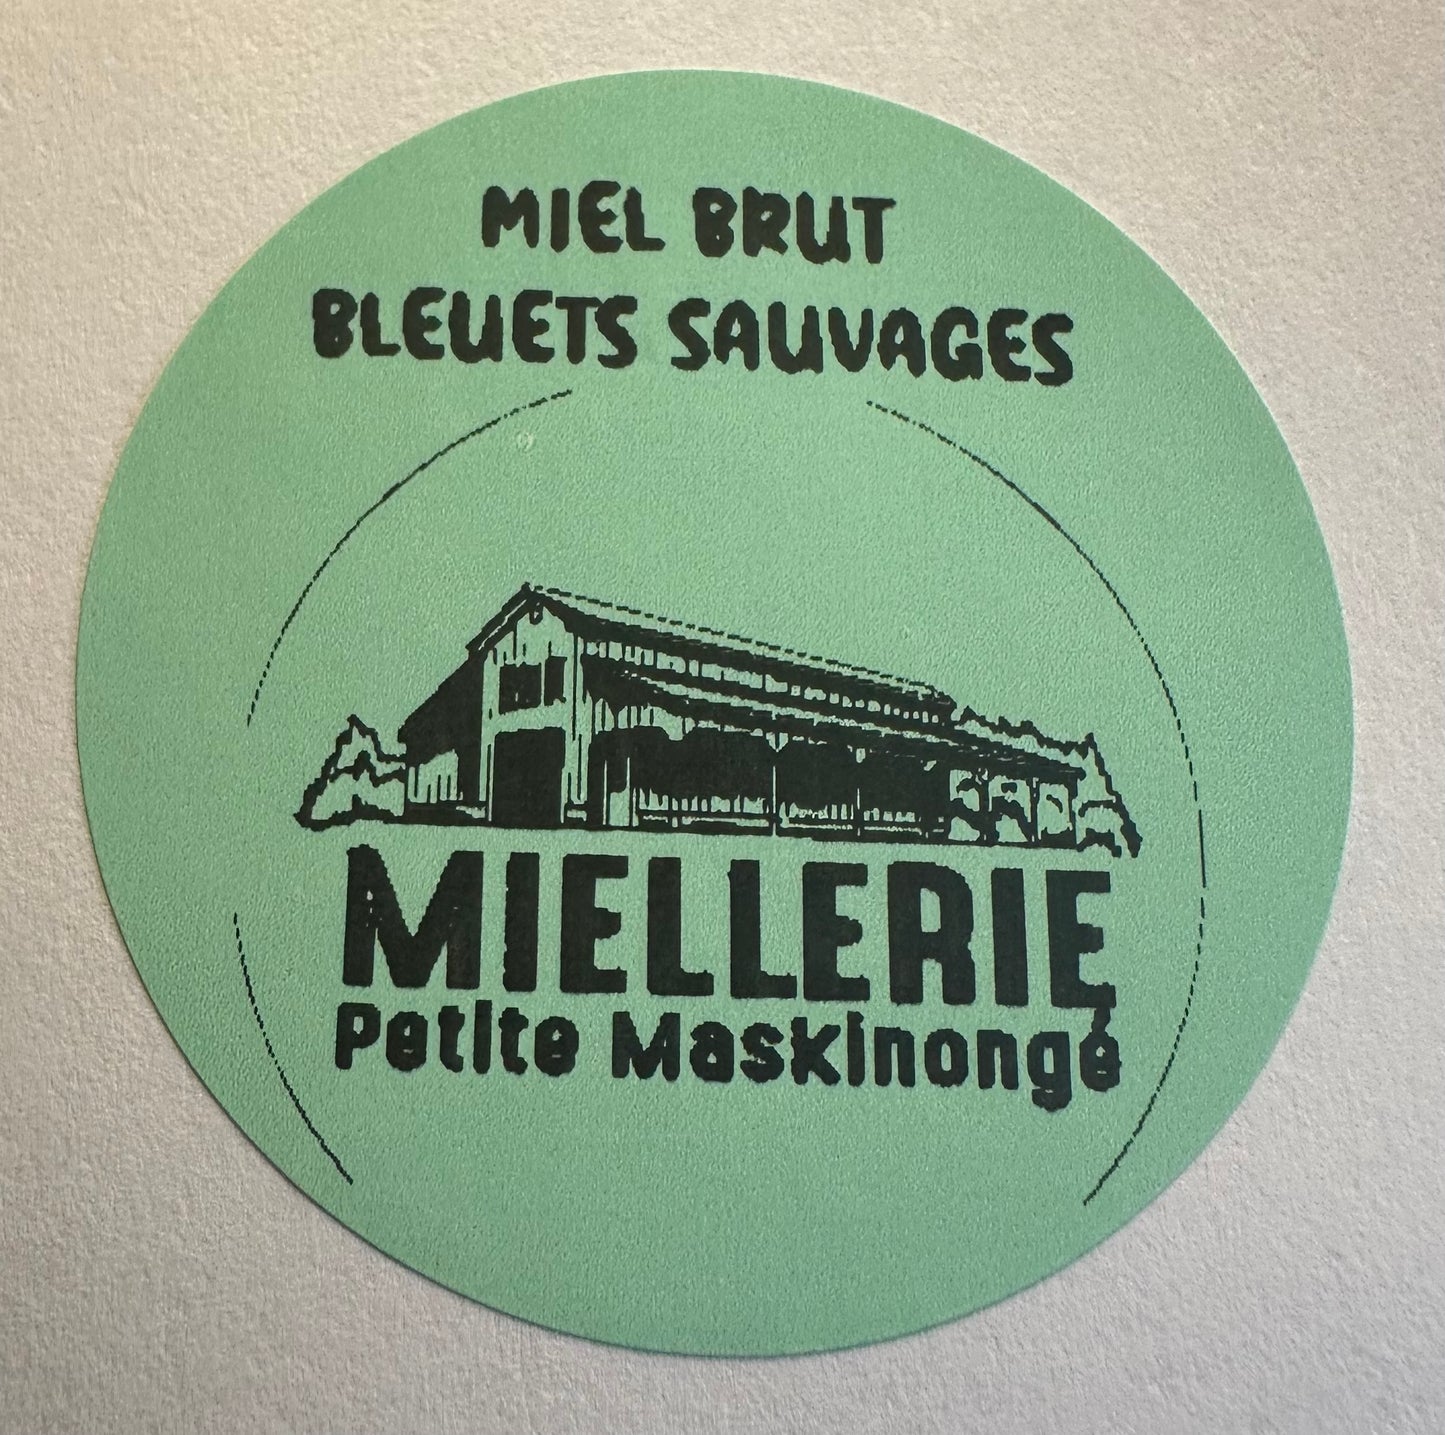 MIEL BRUT
BLEUETS SAUVAGES
MIELLERIE
Petite Maskinongé